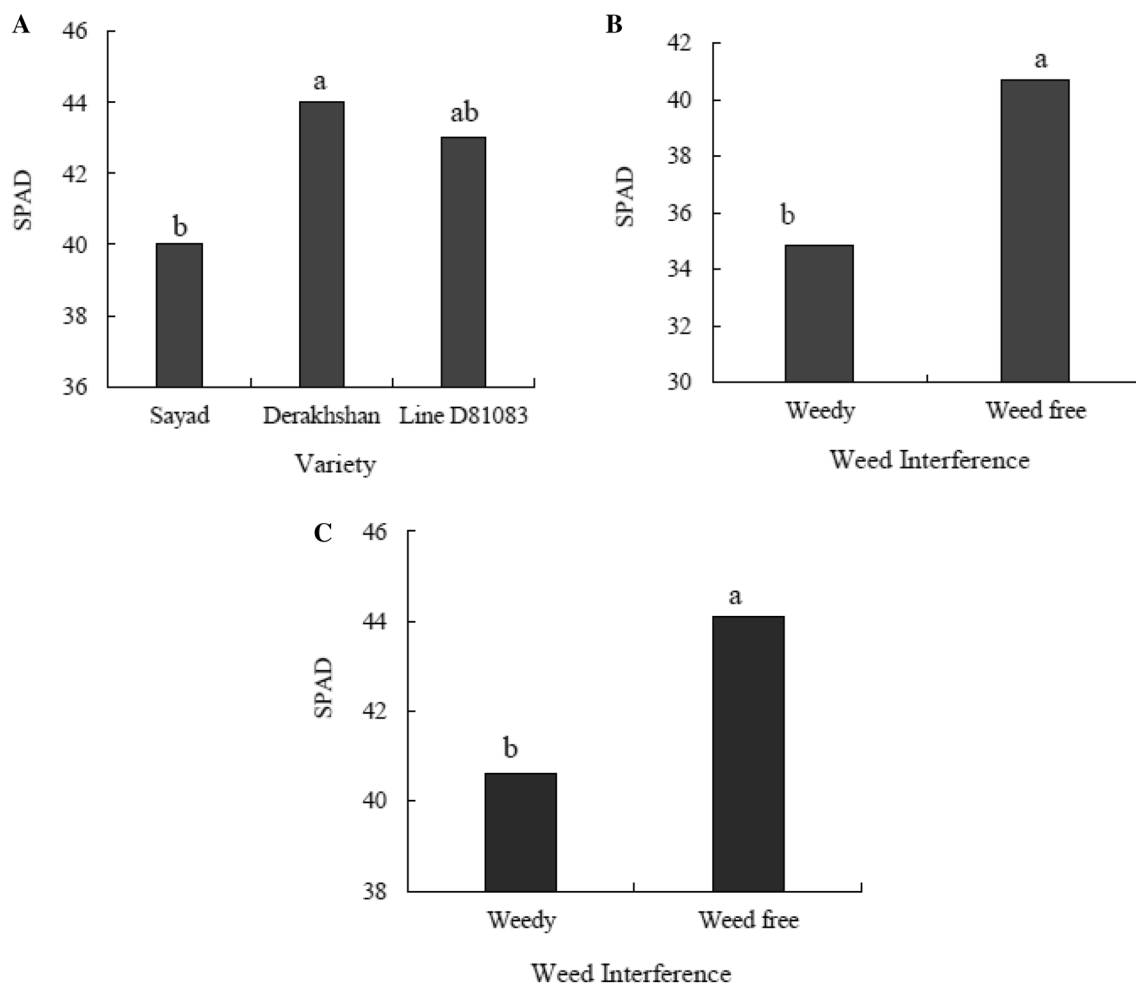 A
46
44
42
40
38
36
SPAD
b
a
ab
Sayad Derakhshan Line D81083
Variety
B
42
40
38
36
34
32
30
SPAD
b
a
Weedy Weed free
Weed Interference
C
46
44
42
40
38
SPAD
b
a
Weedy Weed free
Weed Interference